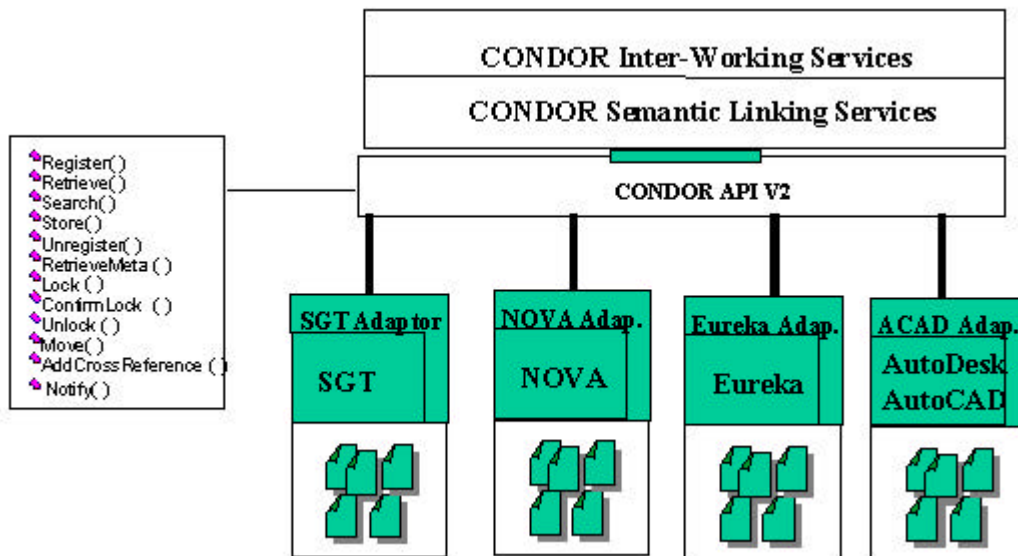 CONDOR Inter-Working Services
CONDOR Semantic Linking Services
CONDOR API V2
Register()
Retrieve()
Search()
Store()
Unregister()
RetrieveMeta ()
Lock ()
ConfirmLock ()
Unlock ()
Move()
AddCrossReference ()
Notify()
SGT Adaptor
SGT
NOVA Adap.
NOVA
Eureka Adap.
Eureka
ACAD Adap.
AutoDesk
AutoCAD